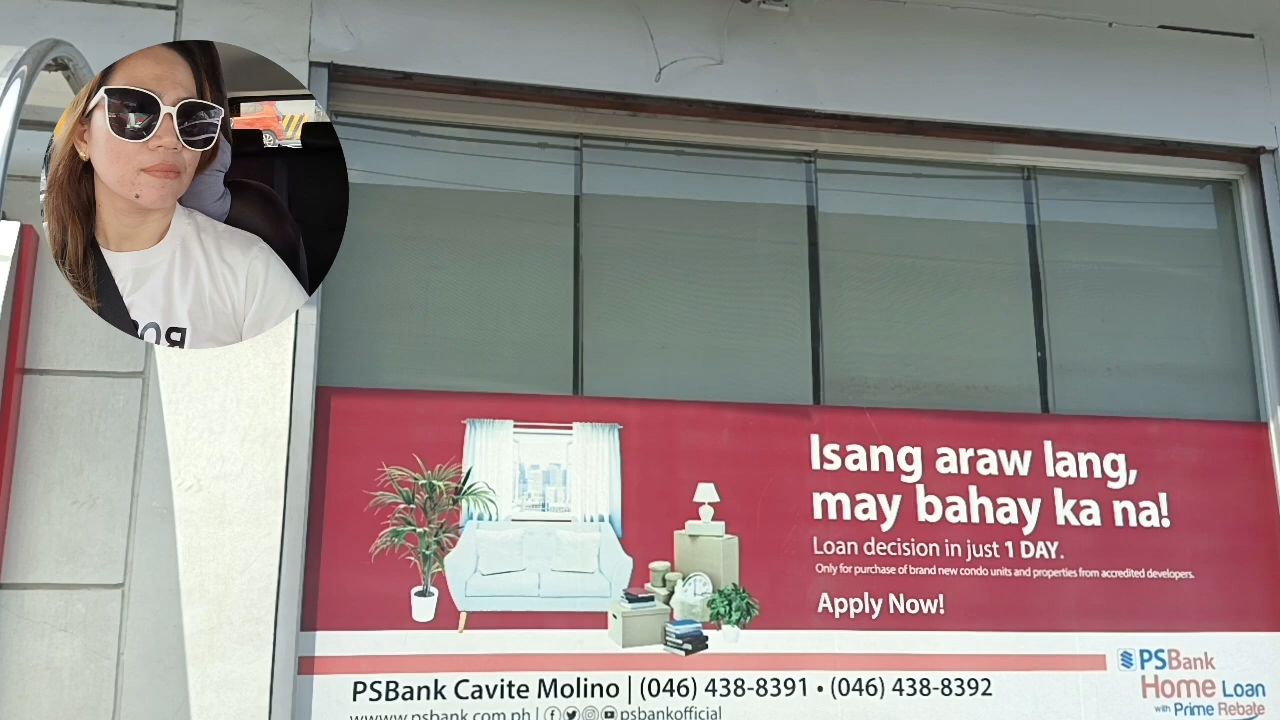 Isang araw lang,
may bahay ka na!
Loan decision in just 1 DAY.
Only for purchase of brand new condo units and properties from accredited developers.
Apply Now!
PSBank Cavite Molino | (046) 438-8391 • (046) 438-8392
www.psbank.com.ph | psbankofficial
PSBank
Home Loan
with Prime Rebate